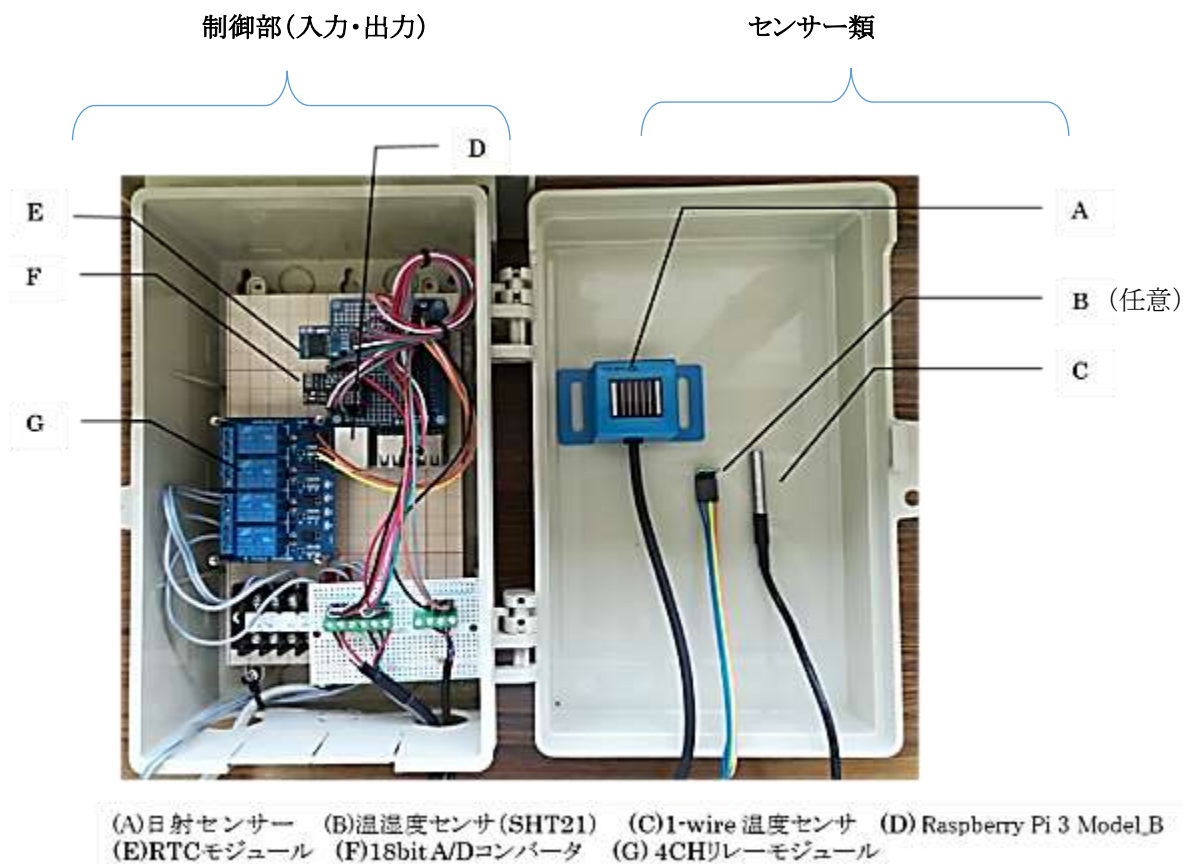 制御部（入力・出力）
センサー類
D
E
A
F
B（任意）
C
G
(A)日射センサー (B)温湿度センサ(SHT21) (C)1-wire 温度センサ (D) Raspberry Pi 3 Model_B
(E)RTCモジュール (F)18bit A/Dコンバータ (G) 4CHリレーモジュール